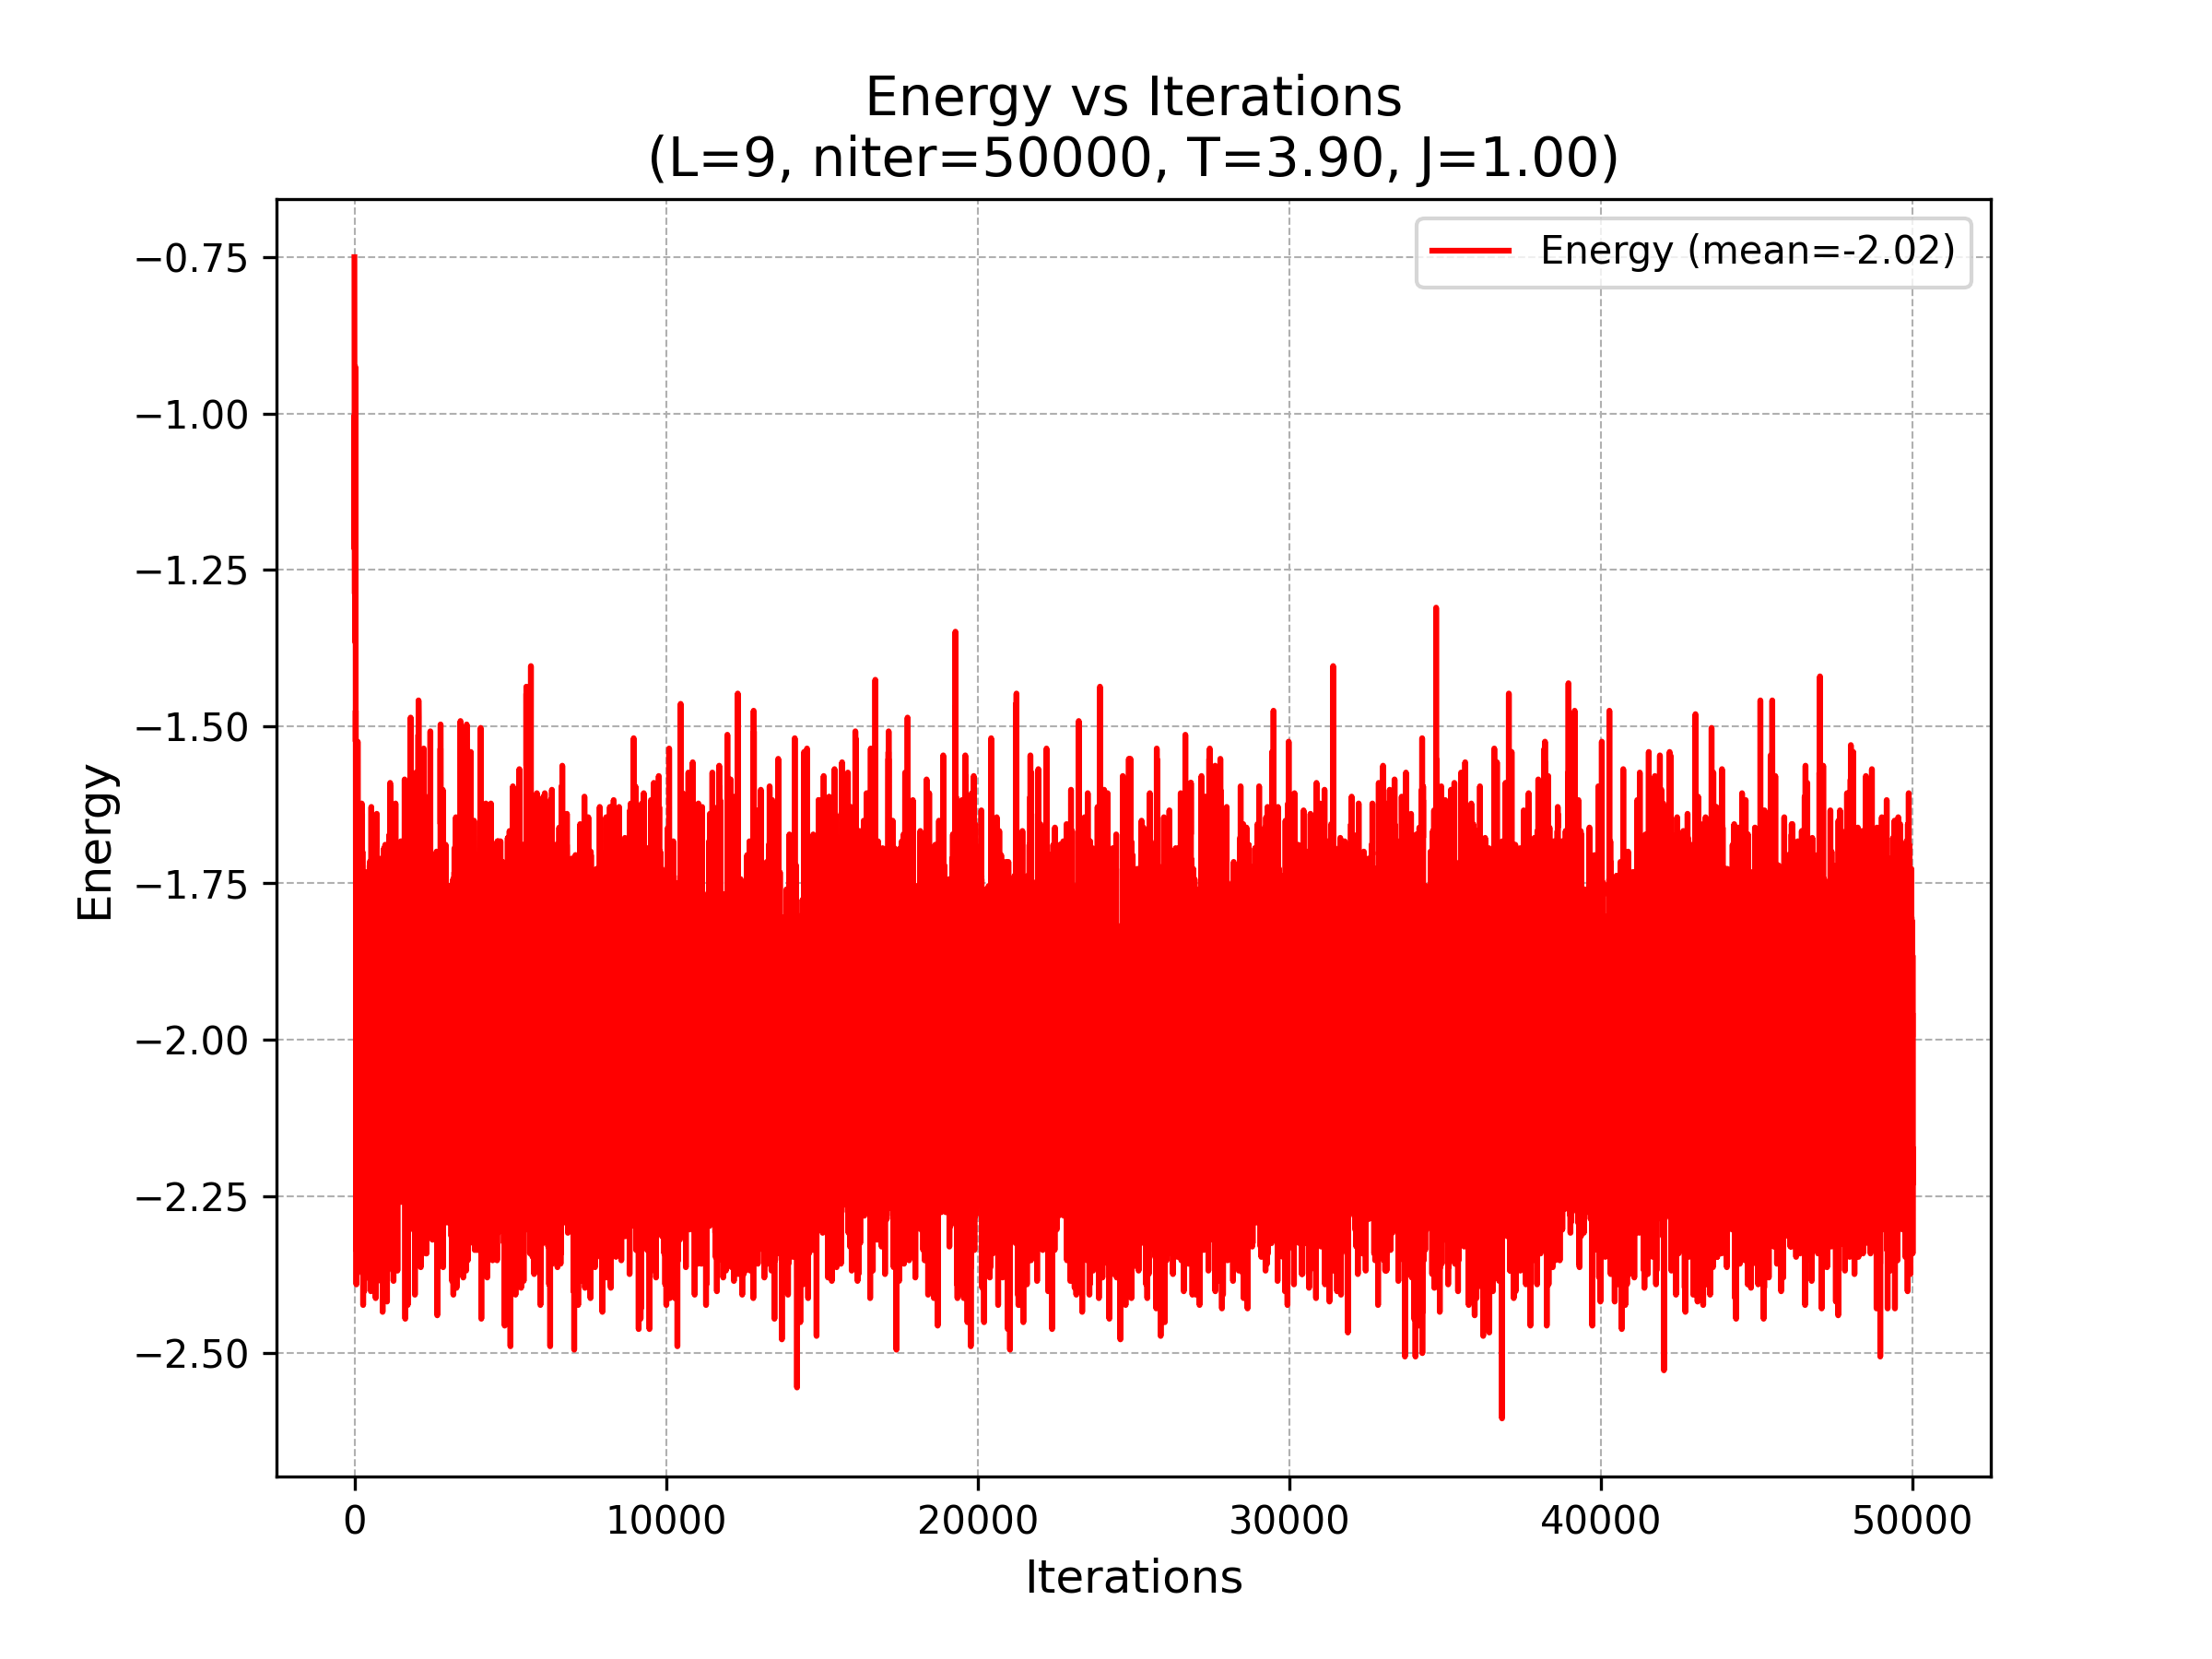 Energy vs Iterations
(L=9, niter=50000, T=3.90, J=1.00)
Energy (mean=-2.02)
−0.75
−1.00
−1.25
−1.50
−1.75
−2.00
−2.25
−2.50
Energy
0 10000 20000 30000 40000 50000
Iterations